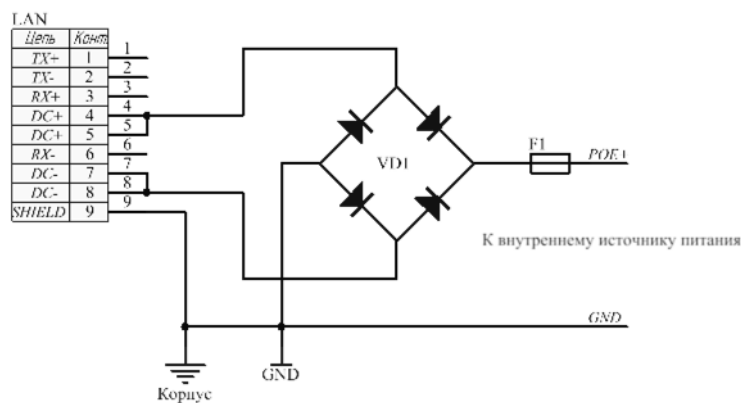 LAN
Цепь Конт.
TX+ 1 1
TX- 2 2
RX+ 3 3
DC+ 4 4
DC+ 5 5
RX- 6 6
DC- 7 7
DC- 8 8
SHIELD 9 9
VD1
F1
POE+
К внутреннему источнику питания
GND
GND
Корпус